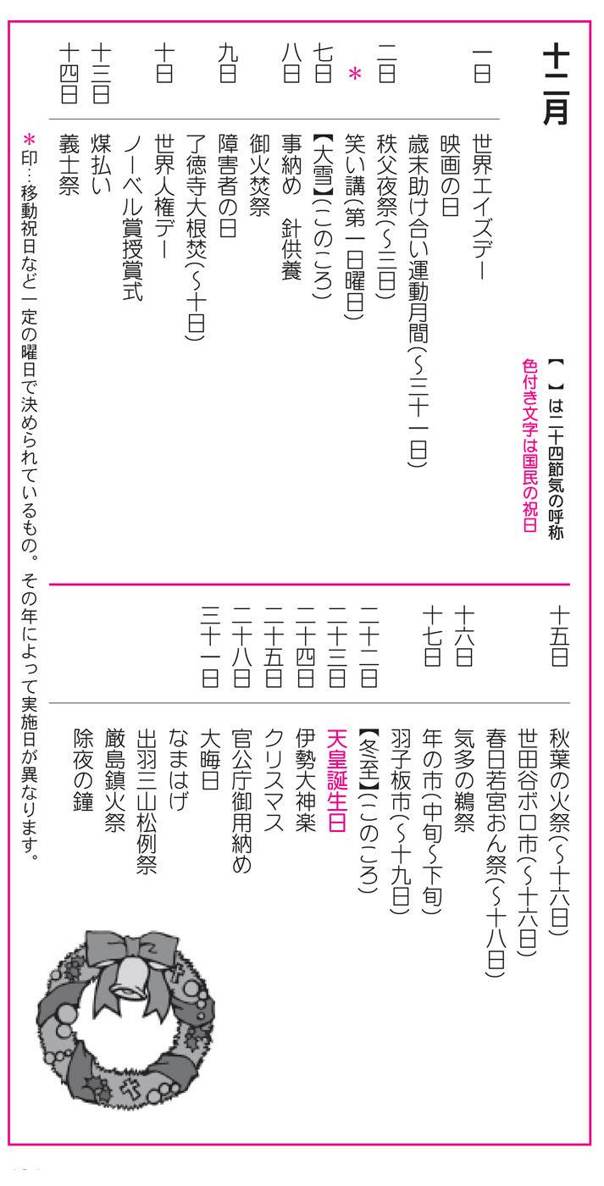 十二月
【　】は二十四節気の呼称
色付き文字は国民の祝日
一日　世界エイズデー
映画の日
歳末助け合い運動月間(〜三十一日)
二日　秩父夜祭(〜三日)
＊　笑い講(第一日曜日)
七日　【大雪】(このころ)
八日　事納め　針供養
御火焚祭
九日　障害者の日
了徳寺大根焚(〜十日)
十日　世界人権デー
ノーベル賞授賞式
十三日　煤払い
十四日　義士祭
十五日　秋葉の火祭(〜十六日)
世田谷ボロ市(〜十六日)
春日若宮おん祭(〜十八日)
十六日　気多の鵜祭
十七日　年の市(中旬〜下旬)
羽子板市(〜十九日)
二十二日　【冬至】(このころ)
二十三日　天皇誕生日
二十四日　伊勢大神楽
二十五日　クリスマス
二十八日　官公庁御用納め
三十一日　大晦日
なまはげ
出羽三山松例祭
厳島鎮火祭
除夜の鐘
＊印…移動祝日など一定の曜日で決められているもの。その年によって実施日が異なります。